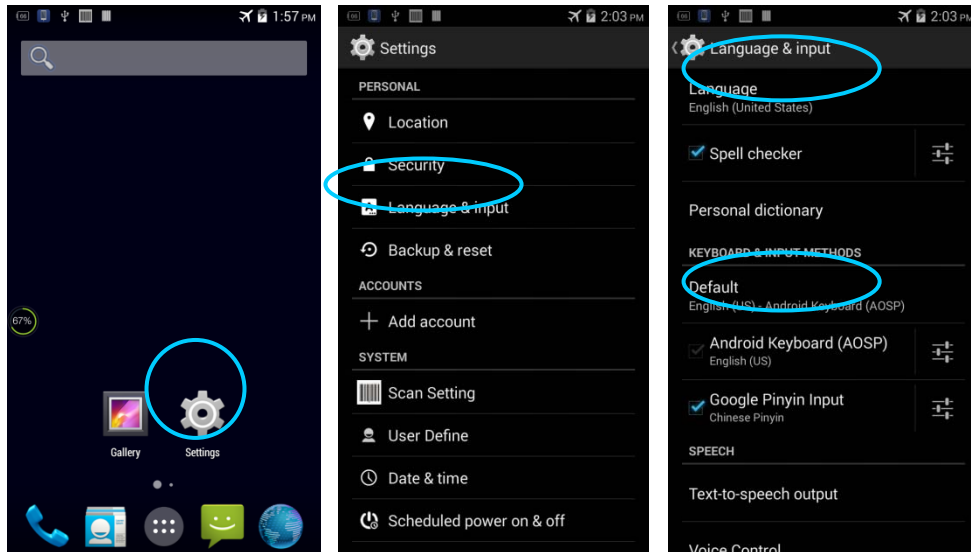 1:57 PM
67%
Gallery
Settings
2:03 PM
Settings
PERSONAL
Location
Security
Language & input
Backup & reset
ACCOUNTS
Add account
SYSTEM
Scan Setting
User Define
Date & time
Scheduled power on & off
2:03 PM
Language & input
Language
English (United States)
Spell checker
Personal dictionary
KEYBOARD & INPUT METHODS
Default
English (US) - Android Keyboard (AOSP)
Android Keyboard (AOSP)
English (US)
Google Pinyin Input
Chinese Pinyin
SPEECH
Text-to-speech output
Voice Control